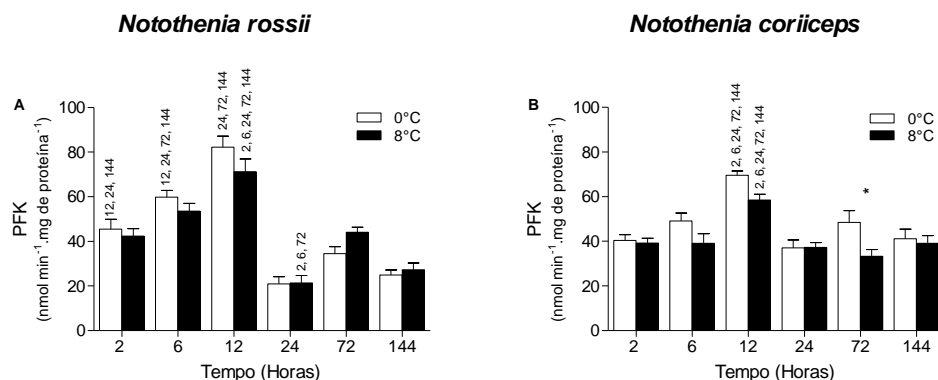 Notothenia rossii
A
PFK
(nmol min⁻¹.mg de proteína⁻¹)
100
80
60
40
20
0
12, 24, 144
12, 24, 72, 144
24, 72, 144
2, 6, 24, 72, 144
2, 6, 72
0°C
8°C
2
6
12
24
72
144
Tempo (Horas)
Notothenia coriiceps
B
PFK
(nmol min⁻¹.mg de proteína⁻¹)
100
80
60
40
20
0
2, 6, 24, 72, 144
2, 6, 24, 72, 144
*
0°C
8°C
2
6
12
24
72
144
Tempo (Horas)